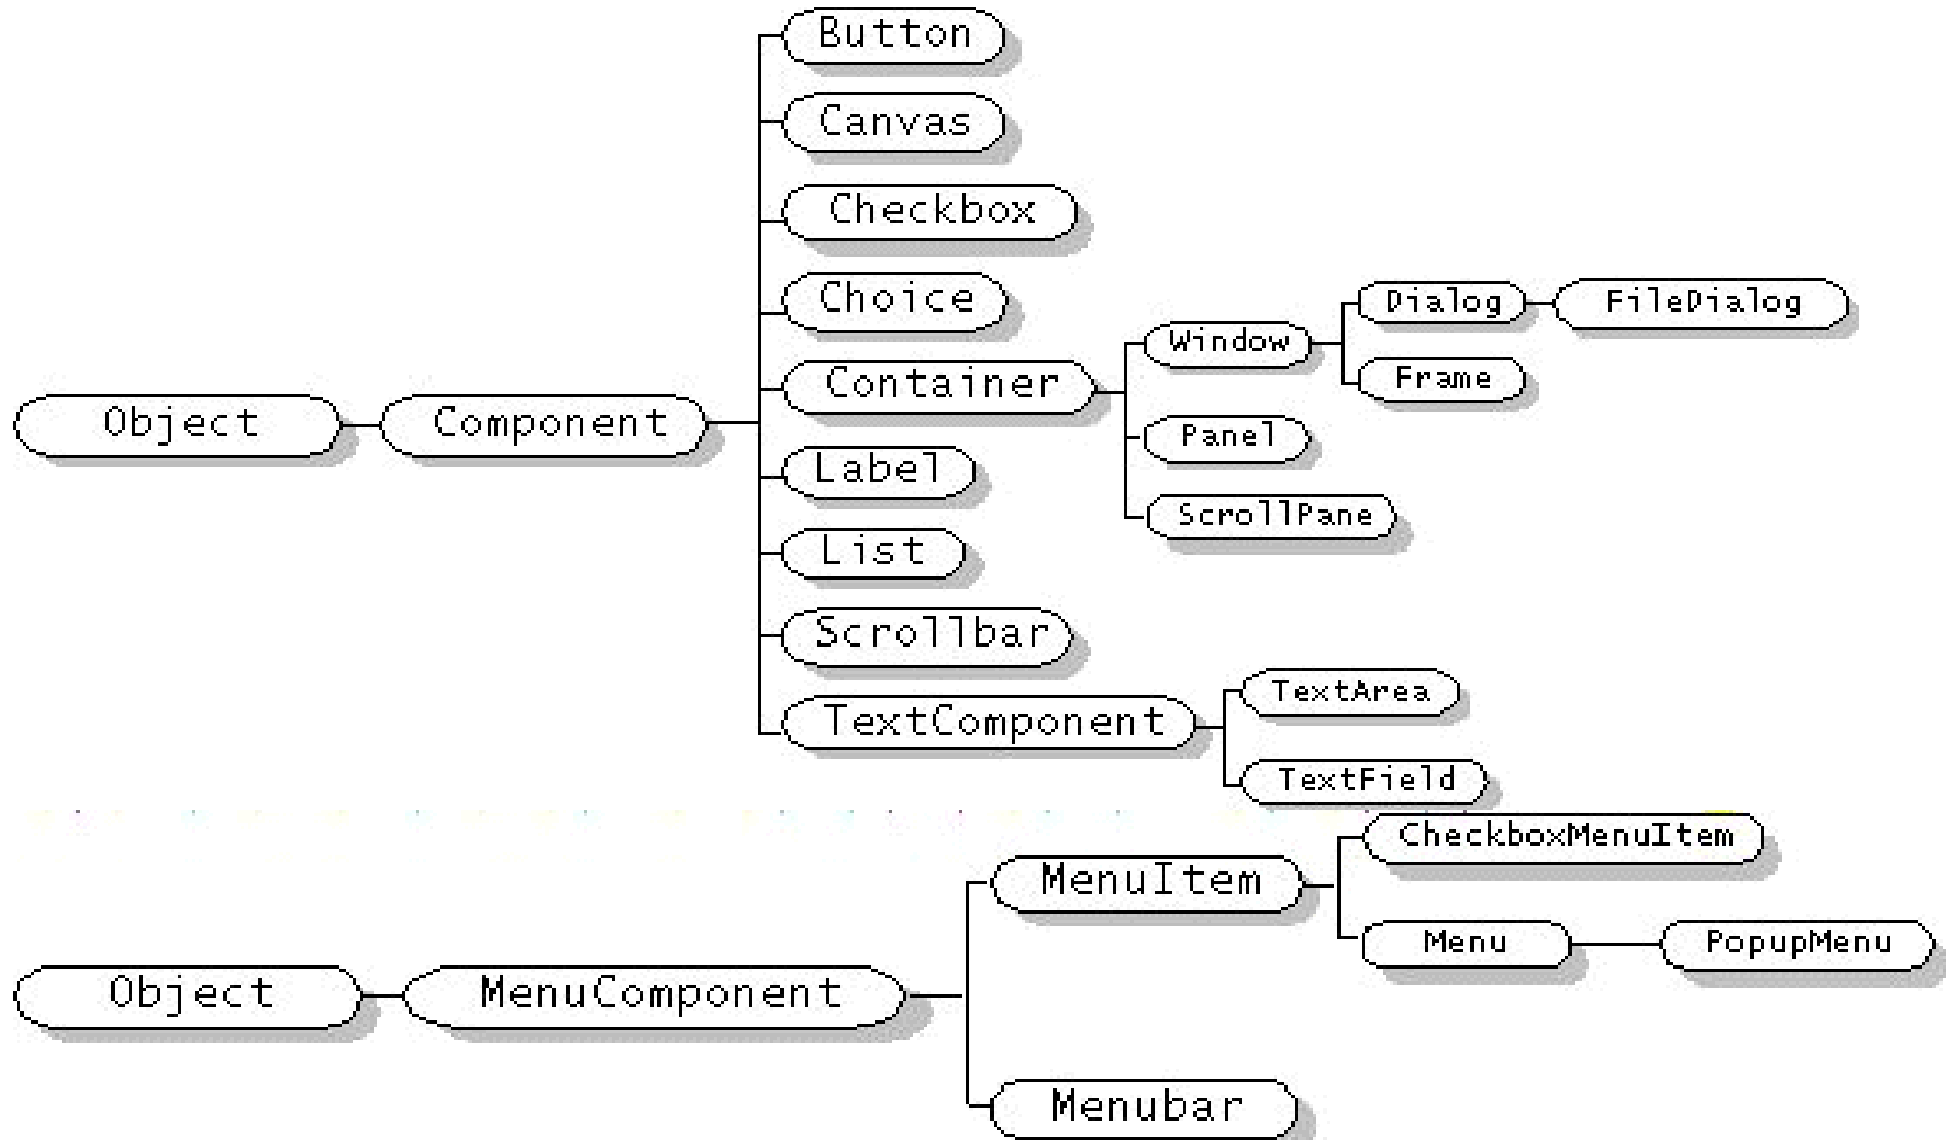 Button
Canvas
Checkbox
Choice
Dialog
FileDialog
Window
Container
Frame
Object
Component
Panel
Label
ScrollPane
List
Scrollbar
TextArea
TextComponent
TextField
CheckboxMenuItem
MenuItem
Menu
PopupMenu
Object
MenuComponent
Menubar